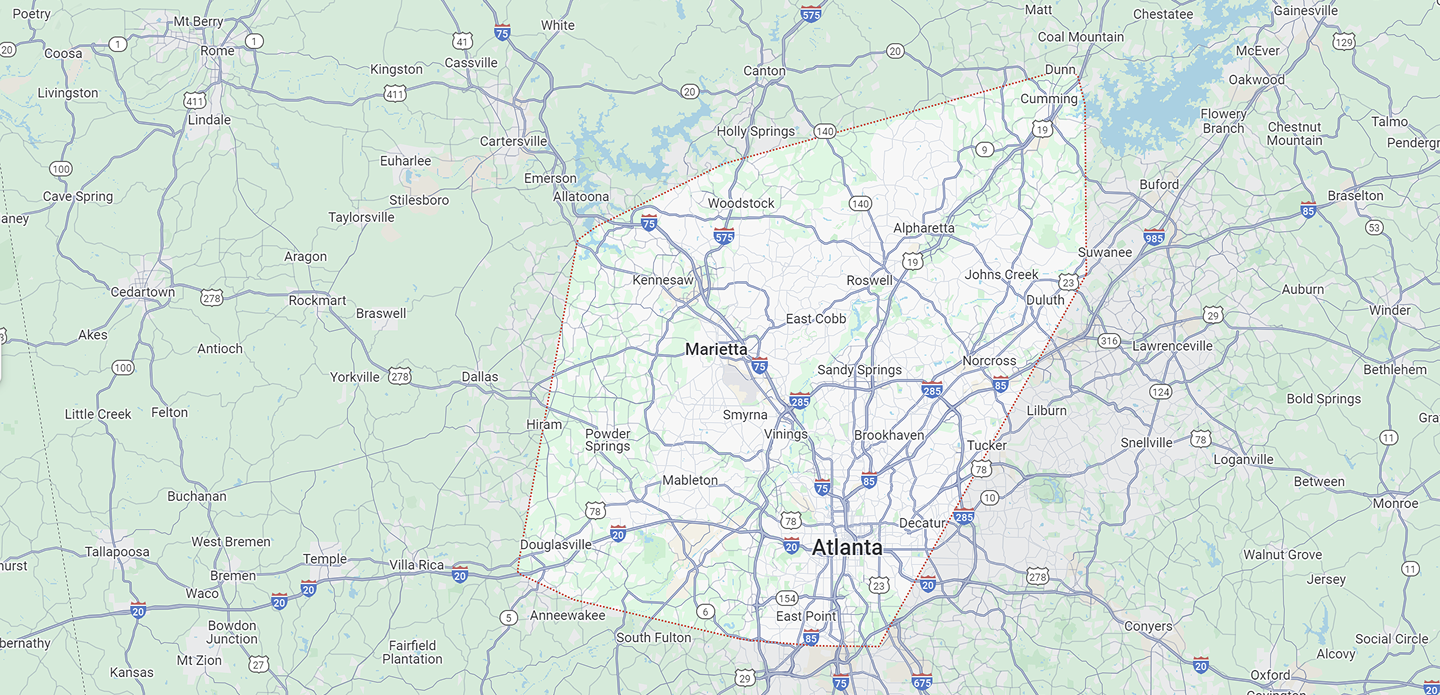 Poetry
Mt Berry
White
575
Matt
Chestatee
Gainesville
75
20
Coosa
1
Rome
1
41
Cassville
20
Coal Mountain
McEver
129
Kingston
Canton
Dunn
Oakwood
Livingston
411
411
20
Cumming
Lindale
Holly Springs
140
19
Flowery
Branch
Chestnut
Mountain
Talmo
Cartersville
9
Penderg
Euharlee
100
Emerson
Cave Spring
Stilesboro
Allatoona
Woodstock
140
Buford
Braselton
85
aney
Taylorsville
75
575
Alpharetta
53
985
Aragon
19
Suwanee
Kennesaw
Roswell
Johns Creek
23
Cedartown
278
Rockmart
Duluth
Auburn
Braswell
East Cobb
29
Winder
Akes
Antioch
Marietta
75
316
Lawrenceville
100
Norcross
Yorkville
278
Dallas
Sandy Springs
85
Bethlehem
285
285
124
Bold Springs
Little Creek
Felton
Smyrna
Lilburn
Gra
Hiram
Powder
Springs
Vinings
Brookhaven
Tucker
Snellville
78
11
78
Loganville
Mableton
75
85
Between
Buchanan
10
Monroe
78
78
285
Decatur
20
West Bremen
Douglasville
20
Atlanta
Tallapoosa
Temple
Walnut Grove
hurst
Villa Rica
20
Bremen
278
11
Jersey
Waco
20
20
20
23
20
154
5
Anneewakee
6
East Point
Bowdon
Junction
Conyers
bernathy
South Fulton
85
Social Circle
Fairfield
Plantation
Alcovy
Mt Zion
27
20
Kansas
29
75
675
Oxford
20